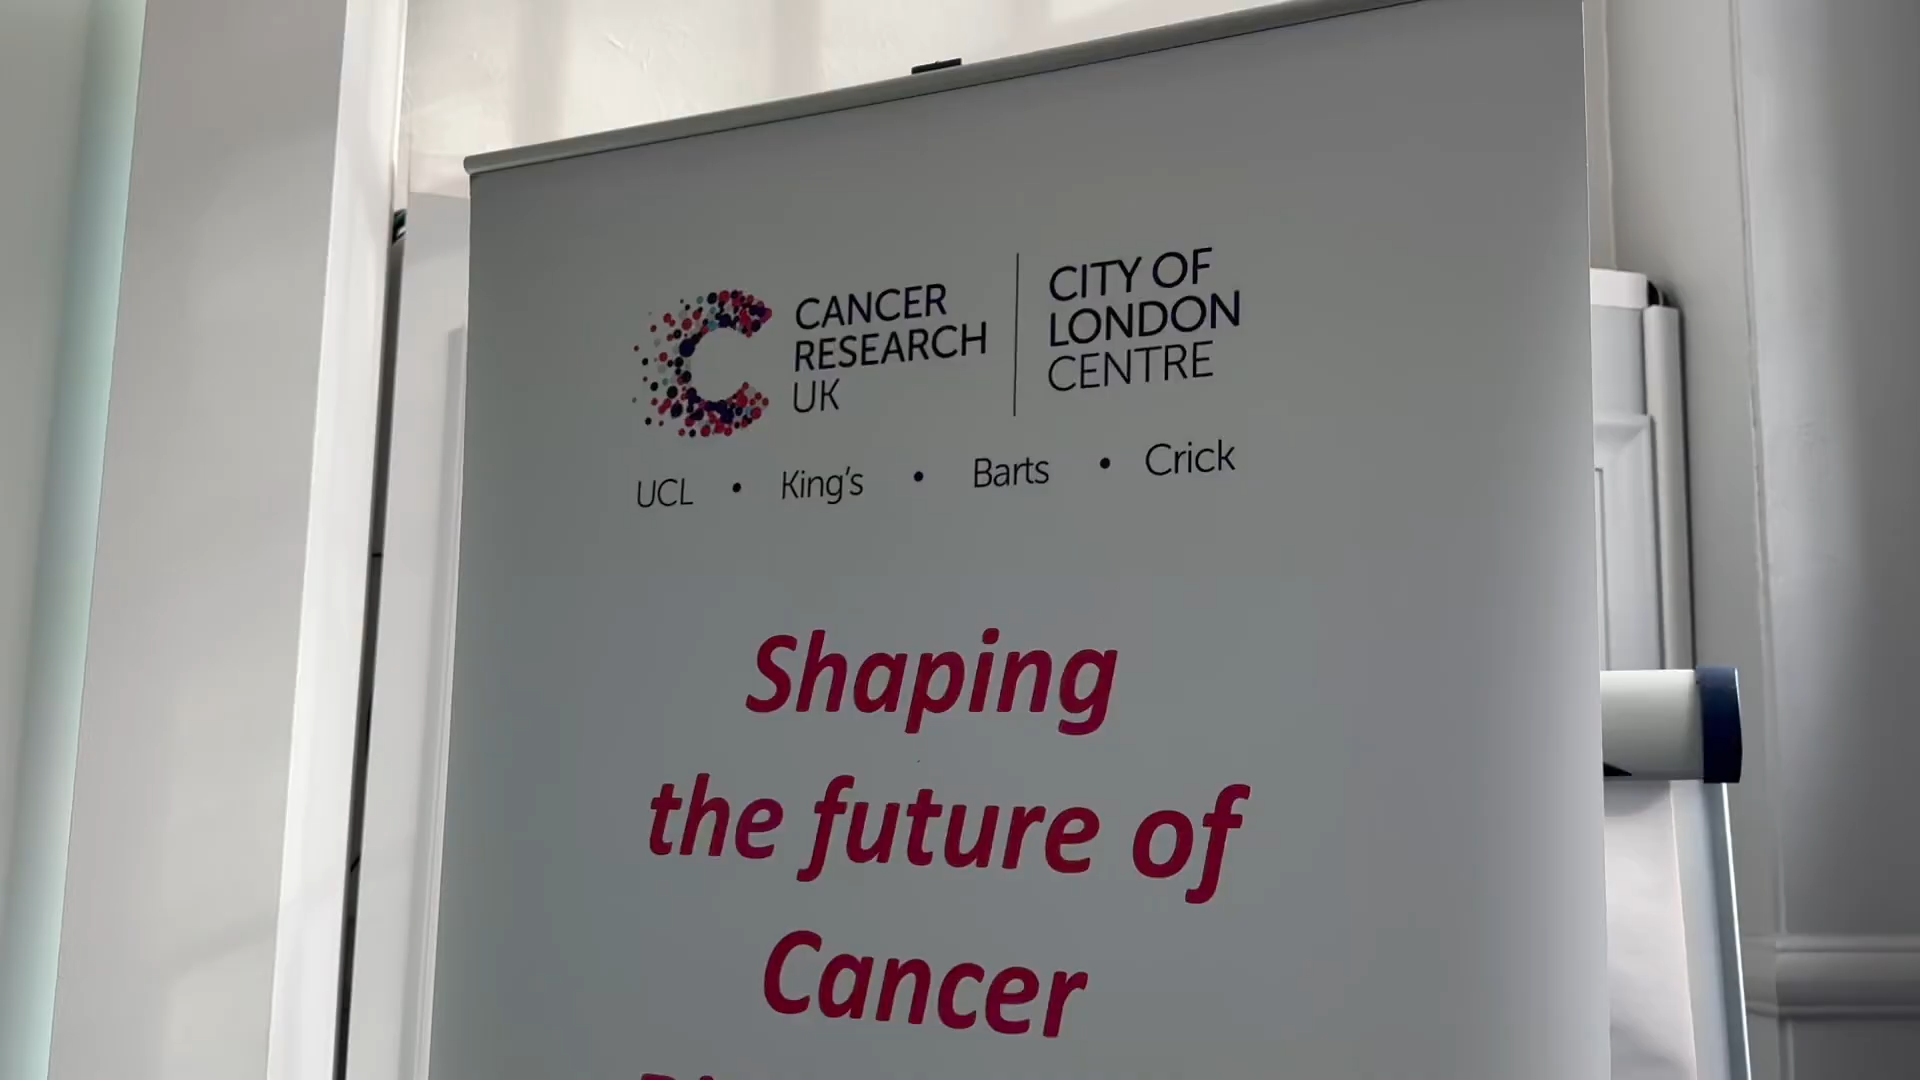 CANCER
RESEARCH
UK
CITY OF
LONDON
CENTRE
UCL • King's • Barts • Crick
Shaping
the future of
Cancer